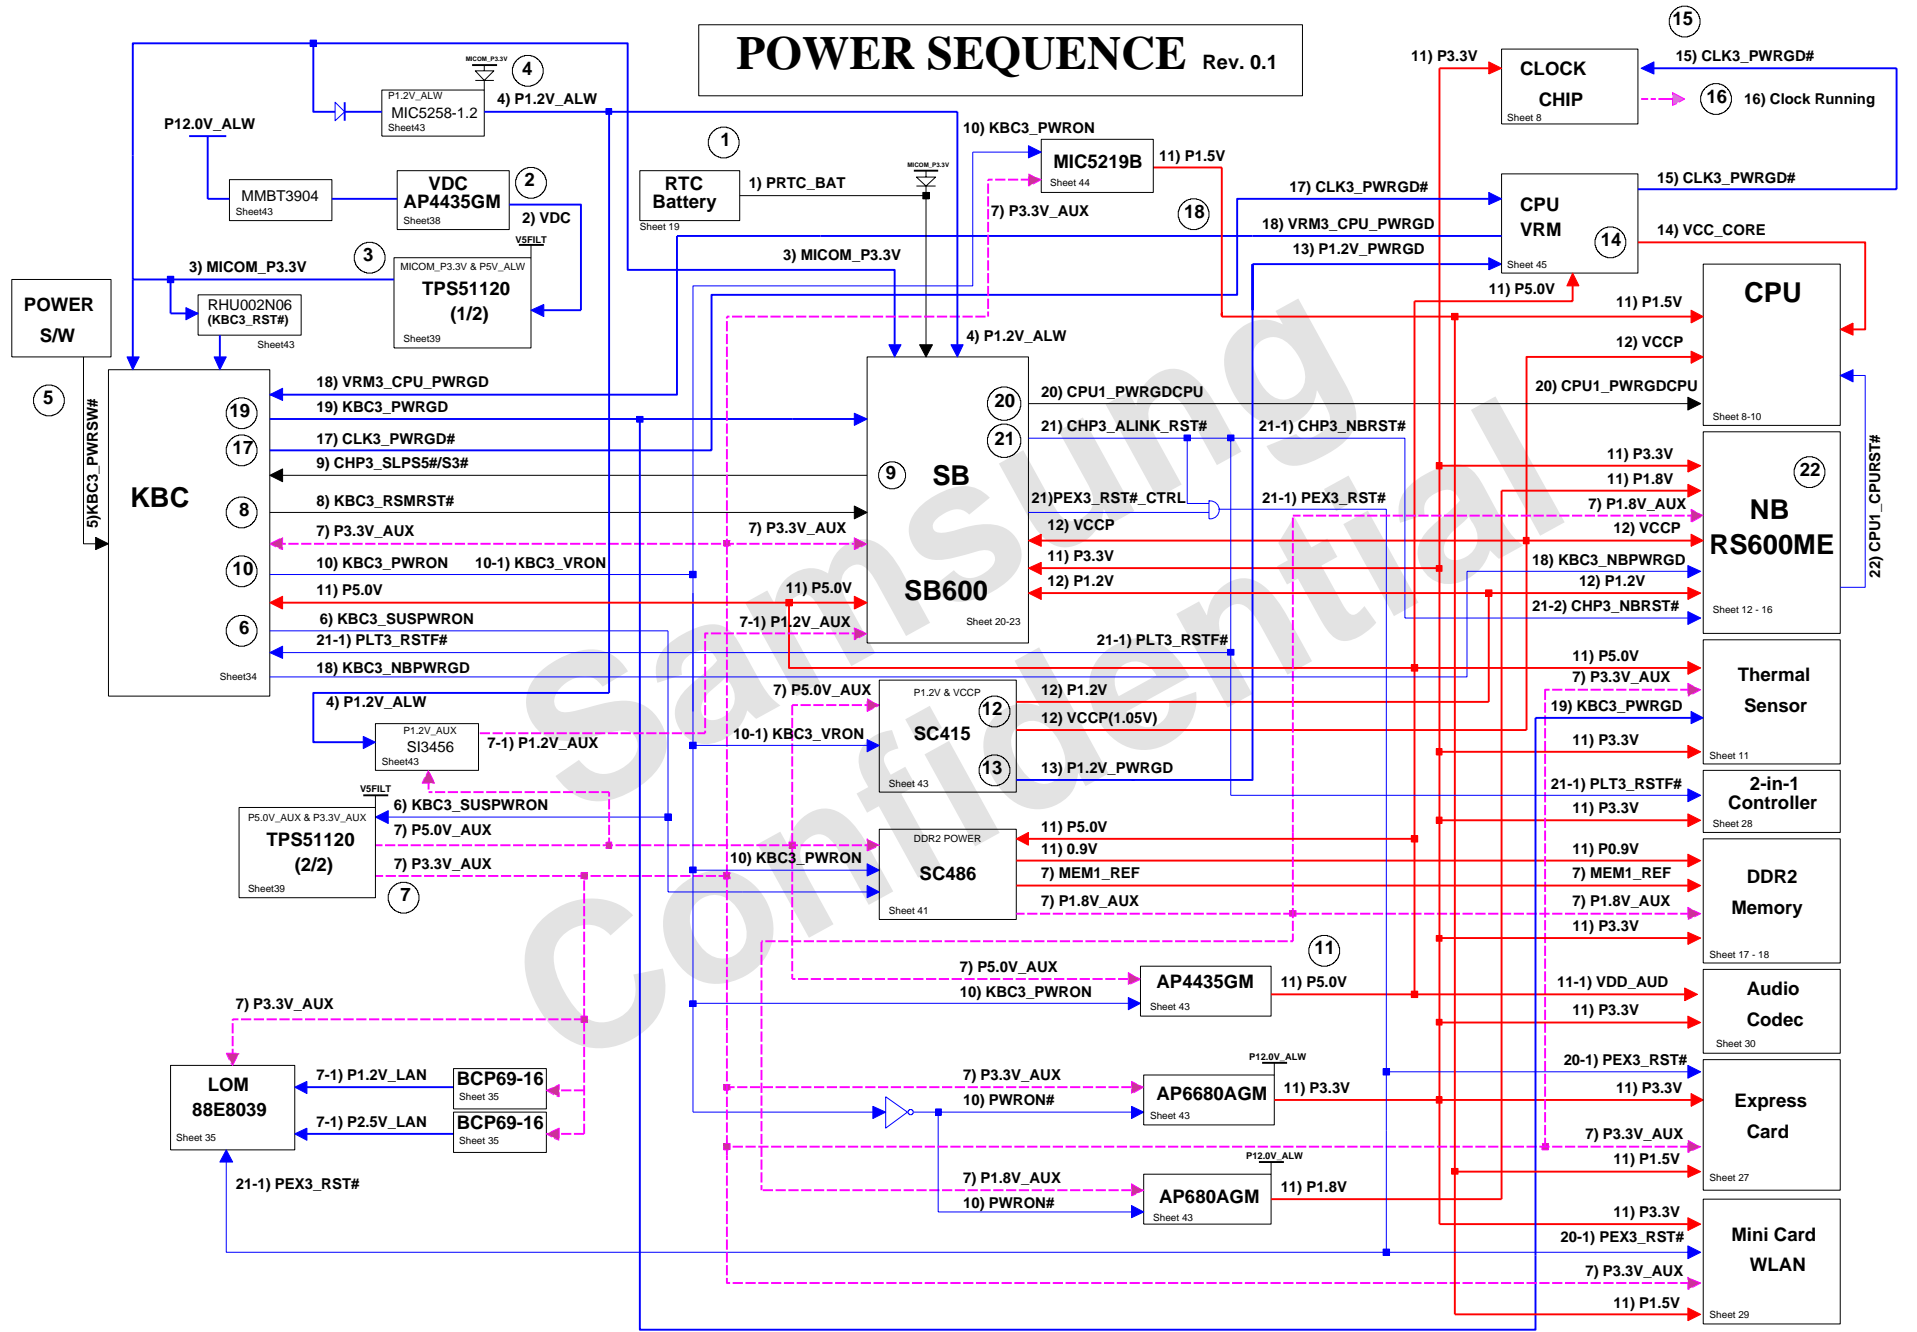 POWER SEQUENCE Rev. 0.1
15
11) P3.3V
CLOCK
CHIP
Sheet 8
15) CLK3_PWRGD#
16
16) Clock Running
MICOM_P3.3V
4
P1.2V_ALW
MIC5258-1.2
Sheet43
4) P1.2V_ALW
P12.0V_ALW
MMBT3904
Sheet43
VDC
AP4435GM
Sheet38
2
2) VDC
1
RTC
Battery
Sheet 19
1) PRTC_BAT
MICOM_P3.3V
10) KBC3_PWRON
MIC5219B
Sheet 44
11) P1.5V
7) P3.3V_AUX
17) CLK3_PWRGD#
18
18) VRM3_CPU_PWRGD
13) P1.2V_PWRGD
CPU
VRM
14
Sheet 45
15) CLK3_PWRGD#
14) VCC_CORE
11) P5.0V
3
3) MICOM_P3.3V
V5FILT
MICOM_P3.3V & P5V_ALW
TPS51120
(1/2)
Sheet39
3) MICOM_P3.3V
POWER
S/W
RHU002N06
(KBC3_RST#)
Sheet43
4) P1.2V_ALW
5
5)KBC3_PWRSW#
KBC
Sheet34
19
17
8
10
6
18) VRM3_CPU_PWRGD
19) KBC3_PWRGD
17) CLK3_PWRGD#
9) CHP3_SLPS5#/S3#
8) KBC3_RSMRST#
7) P3.3V_AUX
7) P3.3V_AUX
10) KBC3_PWRON
10-1) KBC3_VRON
11) P5.0V
11) P5.0V
6) KBC3_SUSPWRON
7-1) P1.2V_AUX
21-1) PLT3_RSTF#
18) KBC3_NBPWRGD
20
21
9
SB
SB600
Sheet 20-23
20) CPU1_PWRGDCPU
21) CHP3_ALINK_RST#
21-1) CHP3_NBRST#
21)PEX3_RST#_CTRL
21-1) PEX3_RST#
12) VCCP
11) P3.3V
12) P1.2V
21-1) PLT3_RSTF#
11) P1.5V
12) VCCP
20) CPU1_PWRGDCPU
CPU
Sheet 8-10
22) CPU1_CPURST#
11) P3.3V
11) P1.8V
7) P1.8V_AUX
12) VCCP
18) KBC3_NBPWRGD
12) P1.2V
21-2) CHP3_NBRST#
22
NB
RS600ME
Sheet 12 - 16
11) P5.0V
7) P3.3V_AUX
19) KBC3_PWRGD
11) P3.3V
Thermal
Sensor
Sheet 11
21-1) PLT3_RSTF#
11) P3.3V
2-in-1
Controller
Sheet 28
11) P0.9V
7) MEM1_REF
7) P1.8V_AUX
11) P3.3V
DDR2
Memory
Sheet 17 - 18
11-1) VDD_AUD
11) P3.3V
Audio
Codec
Sheet 30
20-1) PEX3_RST#
11) P3.3V
7) P3.3V_AUX
11) P1.5V
Express
Card
Sheet 27
11) P3.3V
20-1) PEX3_RST#
7) P3.3V_AUX
11) P1.5V
Mini Card
WLAN
Sheet 29
4) P1.2V_ALW
P1.2V_AUX
SI3456
Sheet43
7-1) P1.2V_AUX
V5FILT
P5.0V_AUX & P3.3V_AUX
TPS51120
(2/2)
Sheet39
6) KBC3_SUSPWRON
7) P5.0V_AUX
7) P3.3V_AUX
7
7) P5.0V_AUX
10-1) KBC3_VRON
P1.2V & VCCP
12
SC415
13
Sheet 43
12) P1.2V
12) VCCP(1.05V)
13) P1.2V_PWRGD
10) KBC3_PWRON
DDR2 POWER
SC486
Sheet 41
11) P5.0V
11) 0.9V
7) MEM1_REF
7) P1.8V_AUX
7) P5.0V_AUX
10) KBC3_PWRON
AP4435GM
Sheet 43
11
11) P5.0V
7) P3.3V_AUX
10) PWRON#
P12.0V_ALW
AP6680AGM
Sheet 43
11) P3.3V
7) P1.8V_AUX
10) PWRON#
P12.0V_ALW
AP680AGM
Sheet 43
11) P1.8V
7) P3.3V_AUX
LOM
88E8039
Sheet 35
7-1) P1.2V_LAN
BCP69-16
Sheet 35
7-1) P2.5V_LAN
BCP69-16
Sheet 35
21-1) PEX3_RST#
Samsung
Confidential